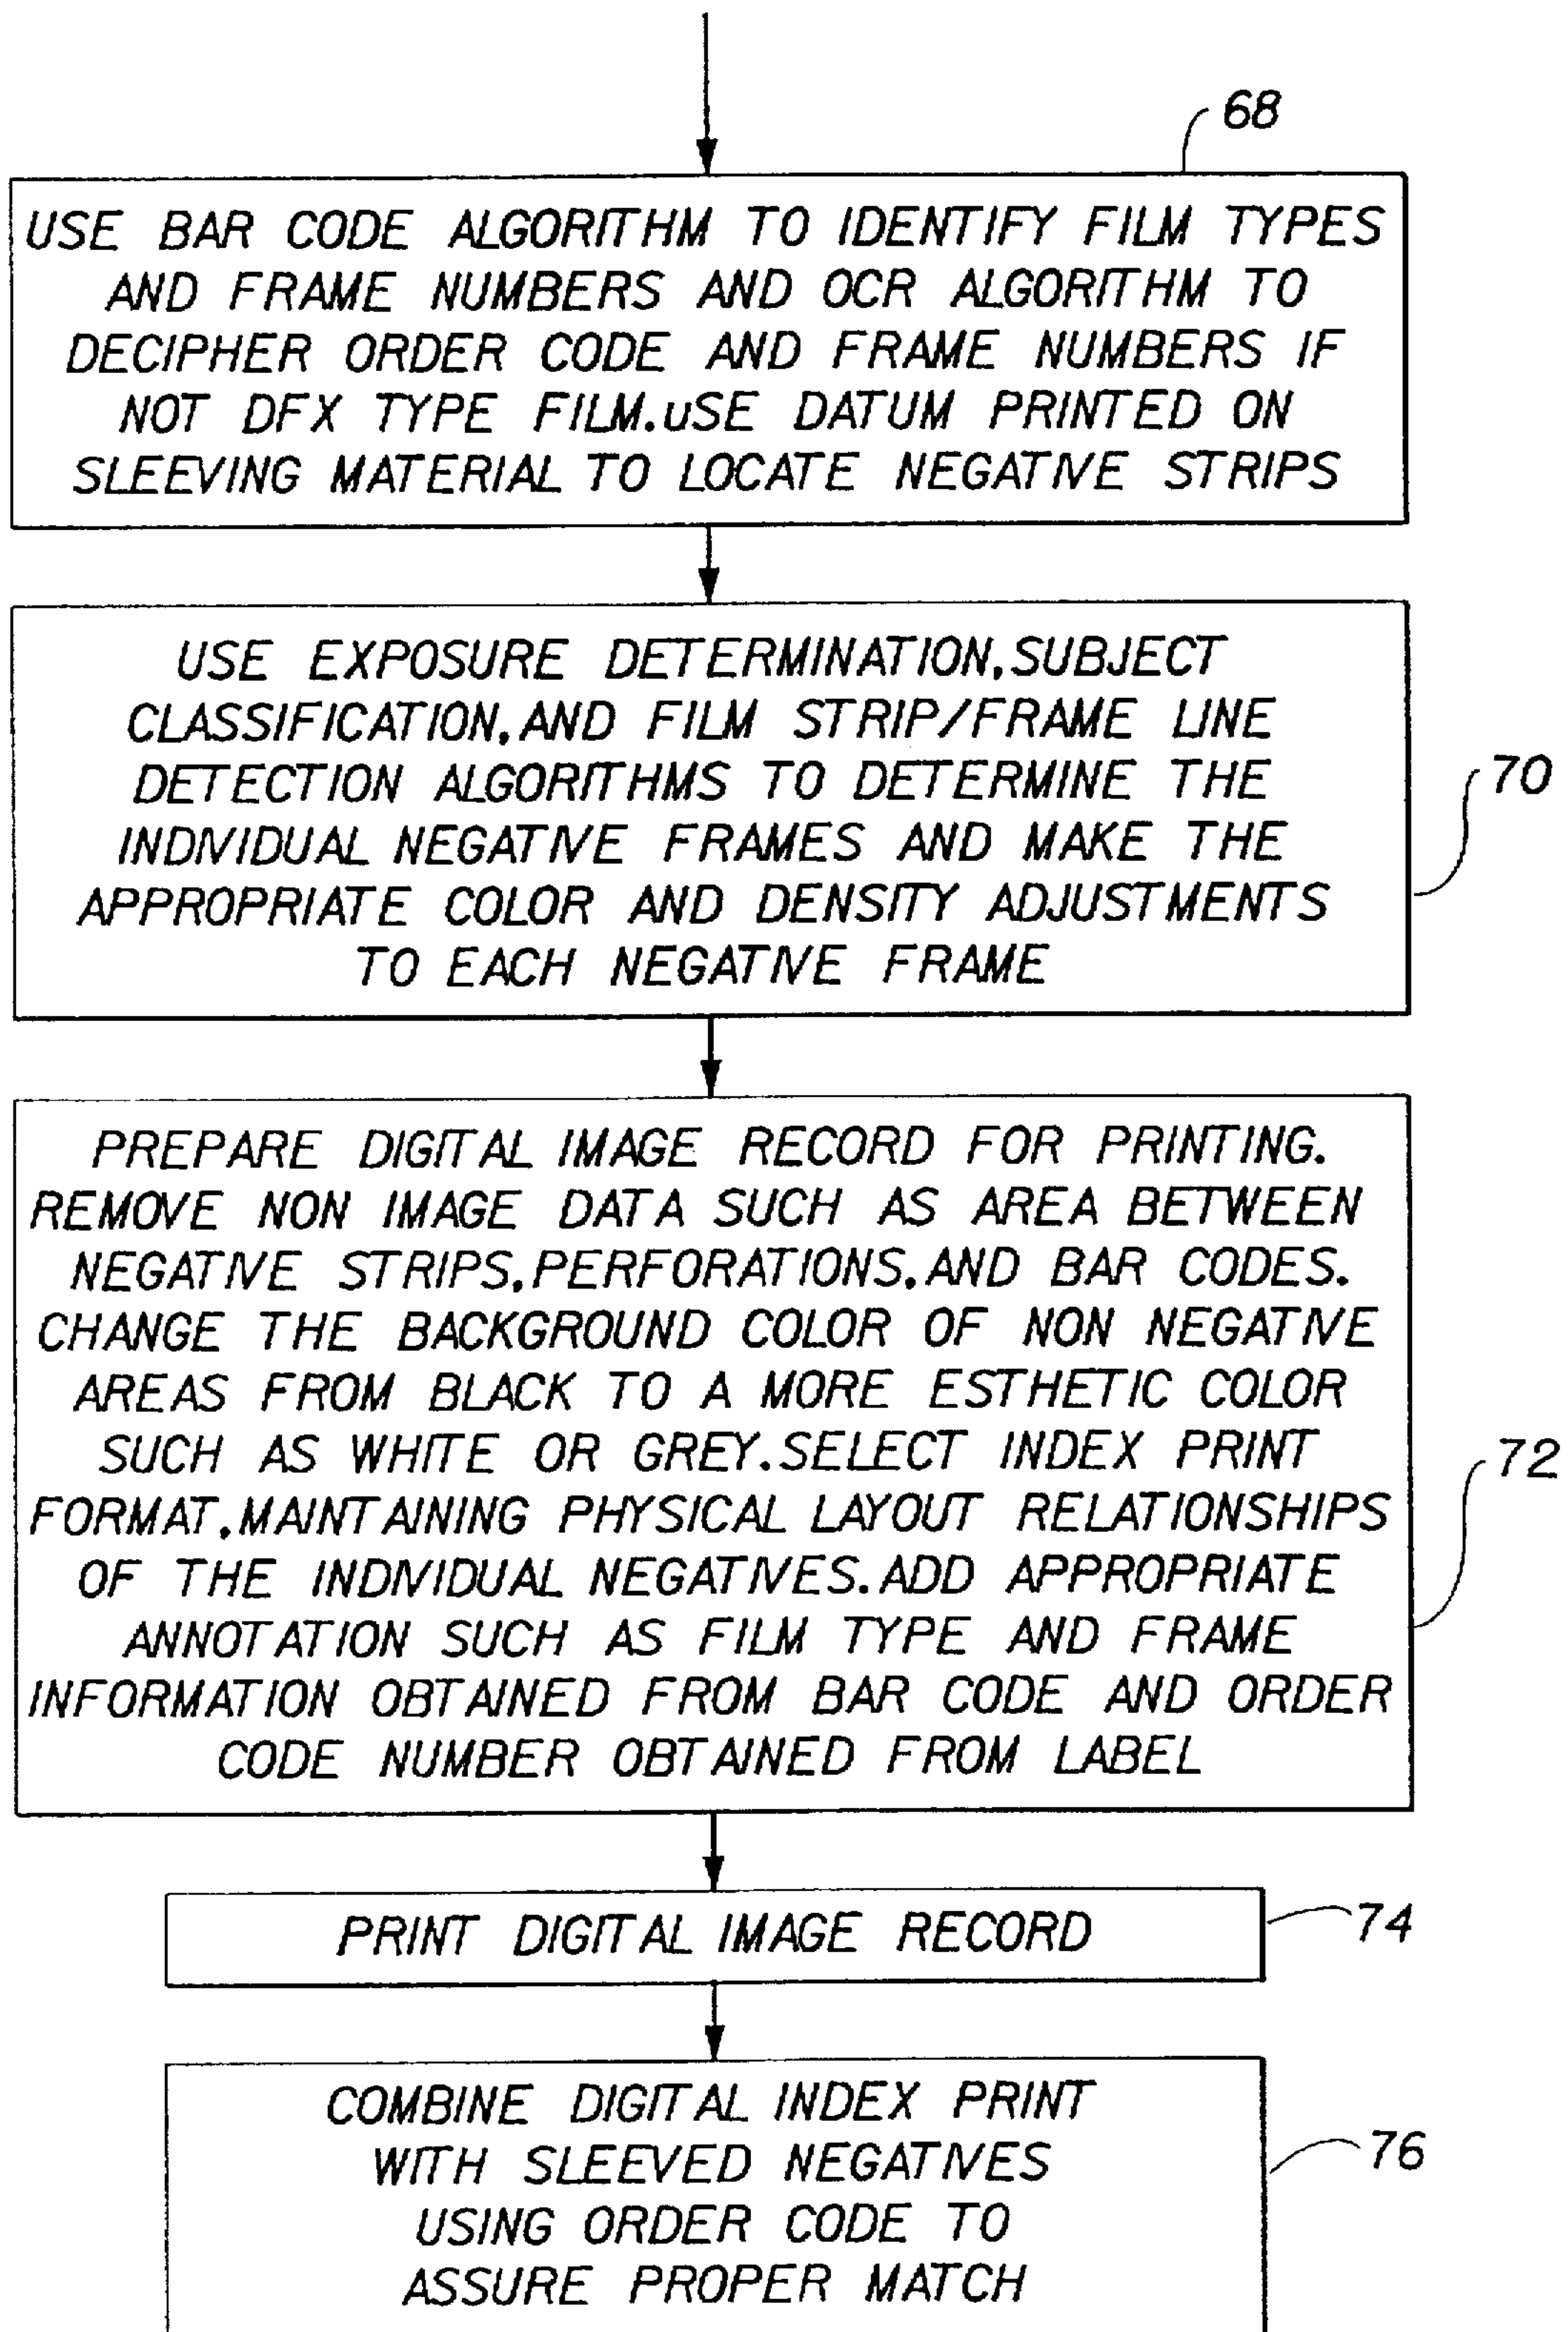 68
USE BAR CODE ALGORITHM TO IDENTIFY FILM TYPES
AND FRAME NUMBERS AND OCR ALGORITHM TO
DECIPHER ORDER CODE AND FRAME NUMBERS IF
NOT DFX TYPE FILM.uSE DATUM PRINTED ON
SLEEVING MATERIAL TO LOCATE NEGATIVE STRIPS
USE EXPOSURE DETERMINATION,SUBJECT
CLASSIFICATION,AND FILM STRIP/FRAME LINE
DETECTION ALGORITHMS TO DETERMINE THE
INDIVIDUAL NEGATIVE FRAMES AND MAKE THE
APPROPRIATE COLOR AND DENSITY ADJUSTMENTS
TO EACH NEGATIVE FRAME
70
PREPARE DIGITAL IMAGE RECORD FOR PRINTING.
REMOVE NON IMAGE DATA SUCH AS AREA BETWEEN
NEGATIVE STRIPS,PERFORATIONS,AND BAR CODES.
CHANGE THE BACKGROUND COLOR OF NON NEGATIVE
AREAS FROM BLACK TO A MORE ESTHETIC COLOR
SUCH AS WHITE OR GREY.SELECT INDEX PRINT
FORMAT,MAINTAINING PHYSICAL LAYOUT RELATIONSHIPS
OF THE INDIVIDUAL NEGATIVES.ADD APPROPRIATE
ANNOTATION SUCH AS FILM TYPE AND FRAME
INFORMATION OBTAINED FROM BAR CODE AND ORDER
CODE NUMBER OBTAINED FROM LABEL
72
PRINT DIGITAL IMAGE RECORD
74
COMBINE DIGITAL INDEX PRINT
WITH SLEEVED NEGATIVES
USING ORDER CODE TO
ASSURE PROPER MATCH
76